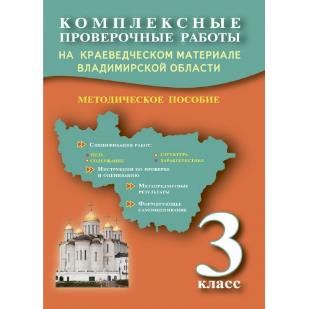 КОМПЛЕКСНЫЕ
ПРОВЕРОЧНЫЕ РАБОТЫ
НА КРАЕВЕДЧЕСКОМ МАТЕРИАЛЕ
ВЛАДИМИРСКОЙ ОБЛАСТИ
МЕТОДИЧЕСКОЕ ПОСОБИЕ
СПЕЦИФИКАЦИЯ РАБОТ:
ЦЕЛИ СТРУКТУРА
СОДЕРЖАНИЕ ХАРАКТЕРИСТИКА
ИНСТРУКЦИИ ПО ПРОВЕРКЕ
И ОЦЕНИВАНИЮ
МЕТАПРЕДМЕТНЫЕ
РЕЗУЛЬТАТЫ
ФОРМИРУЮЩЕЕ
САМООЦЕНИВАНИЕ
3
класс